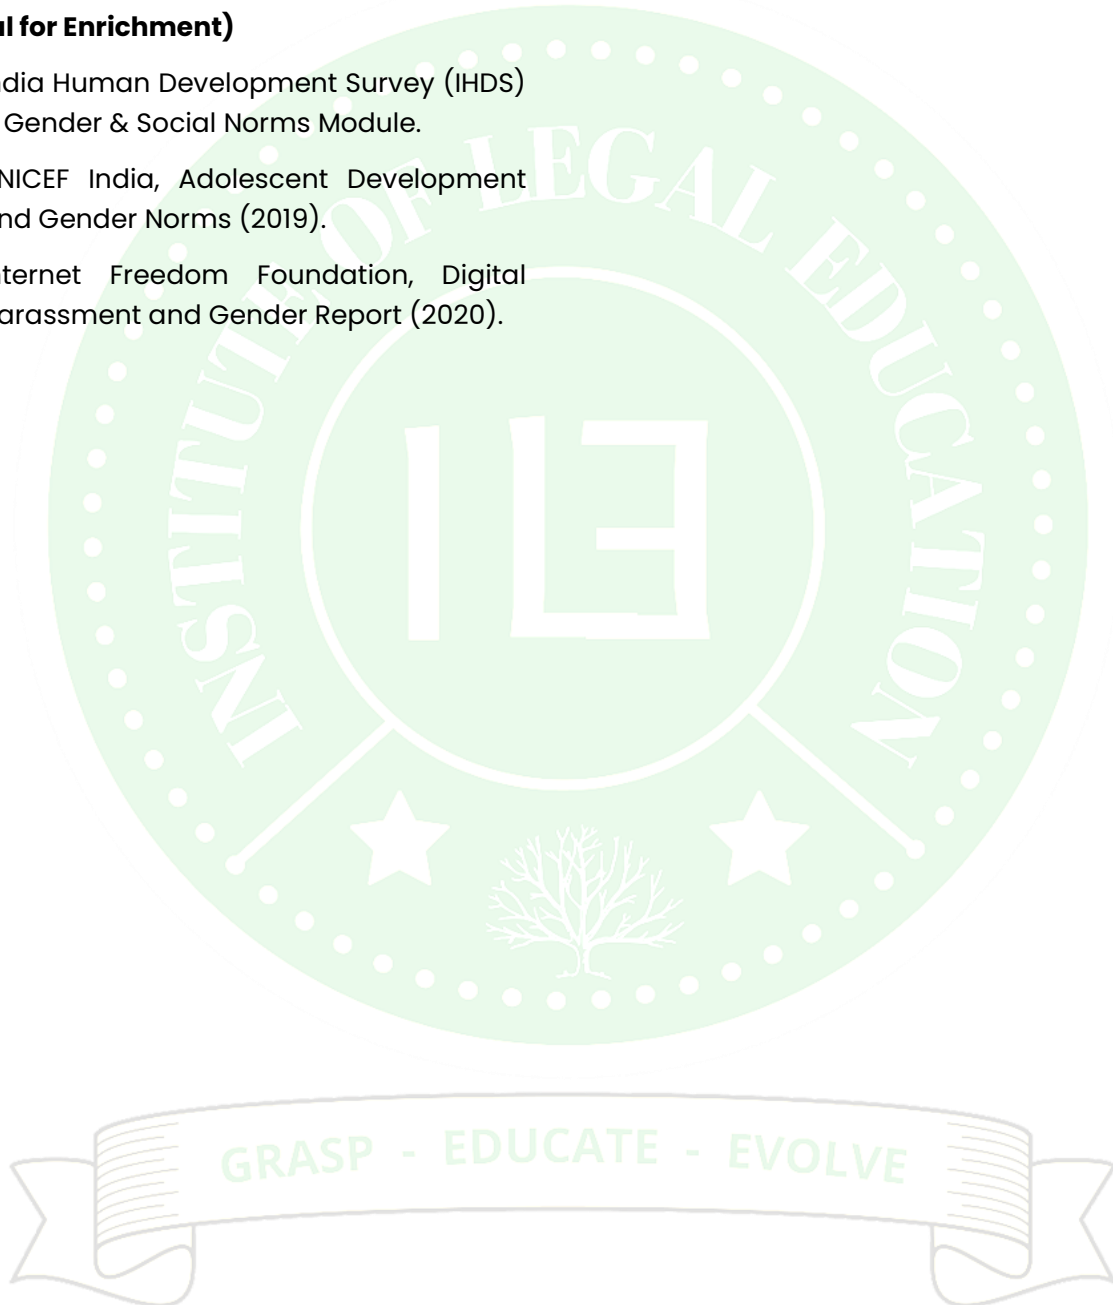 al for Enrichment)
ndia Human Development Survey (IHDS)
Gender & Social Norms Module.
NICEF India, Adolescent Development
nd Gender Norms (2019).
nternet Freedom Foundation, Digital
arassment and Gender Report (2020).
INSTITUTE OF LEGAL EDUCATION
ILE
GRASP - EDUCATE - EVOLVE